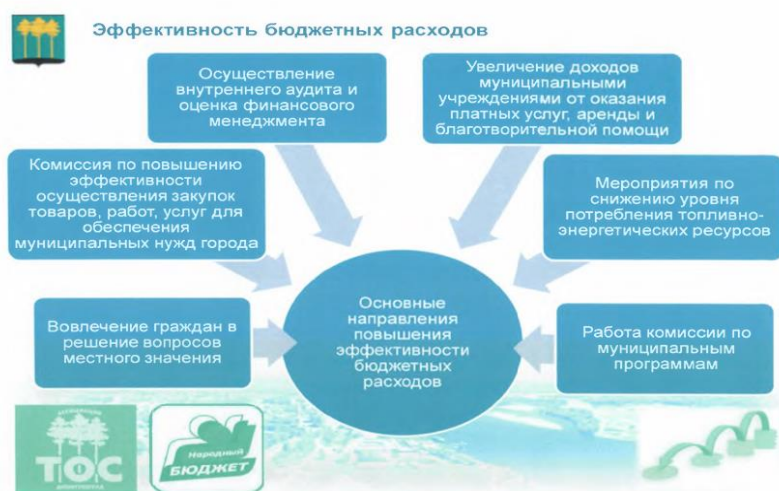 Эффективность бюджетных расходов
Осуществление
внутреннего аудита и
оценка финансового
менеджмента
Увеличение доходов
муниципальными
учреждениями от оказания
платных услуг, аренды и
благотворительной помощи
Комиссия по повышению
эффективности
осуществления закупок
товаров, работ, услуг для
обеспечения
муниципальных нужд города
Мероприятия по
снижению уровня
потребления топливно-
энергетических ресурсов
Вовлечение граждан в
решение вопросов
местного значения
Основные
направления
повышения
эффективности
бюджетных
расходов
Работа комиссии по
муниципальным
программам
ТОС
Народный
БЮДЖЕТ